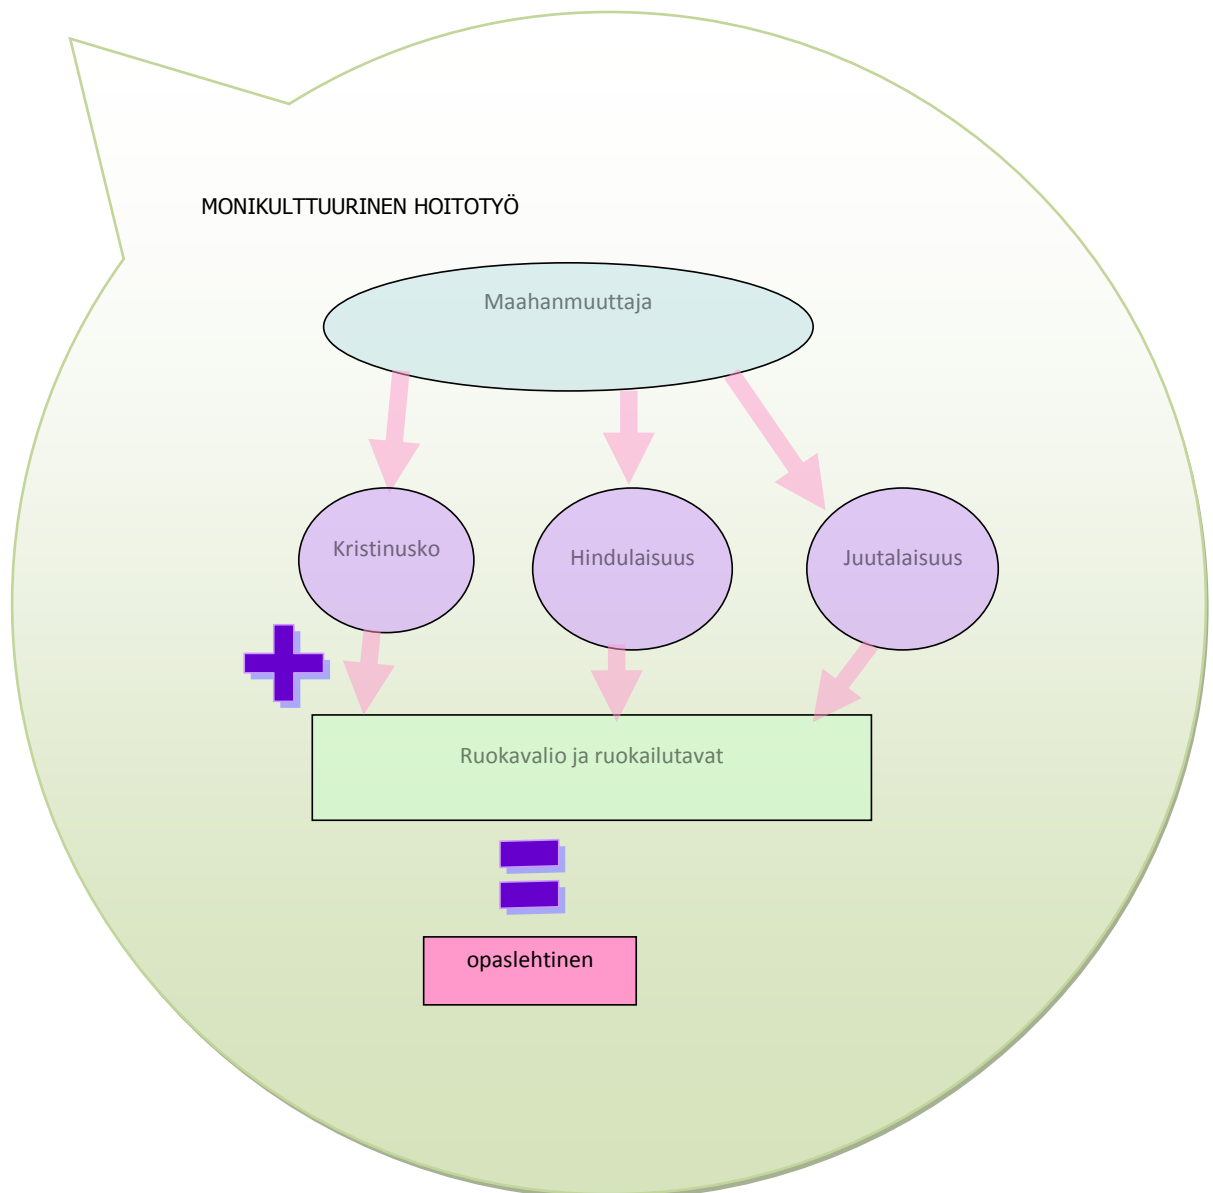 MONIKULTTUURINEN HOITOTYÖ
Maahanmuuttaja
Kristinusko
Hindulaisuus
Juutalaisuus
Ruokavalio ja ruokailutavat
opaslehtinen